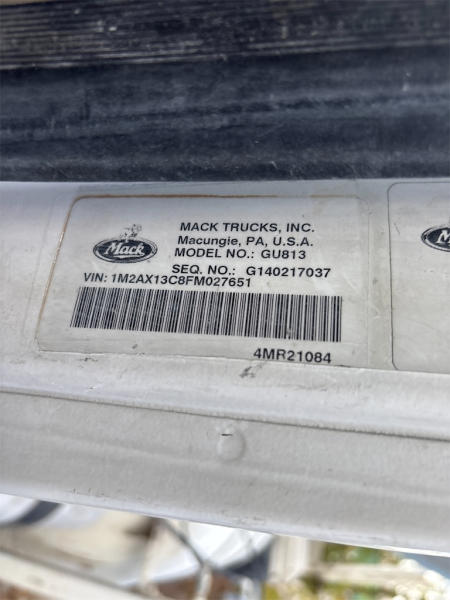 Mack
MACK TRUCKS, INC.
Macungie, PA, U.S.A.
MODEL NO.: GU813
SEQ. NO.: G140217037
VIN: 1M2AX13C8FM027651
4MR21084